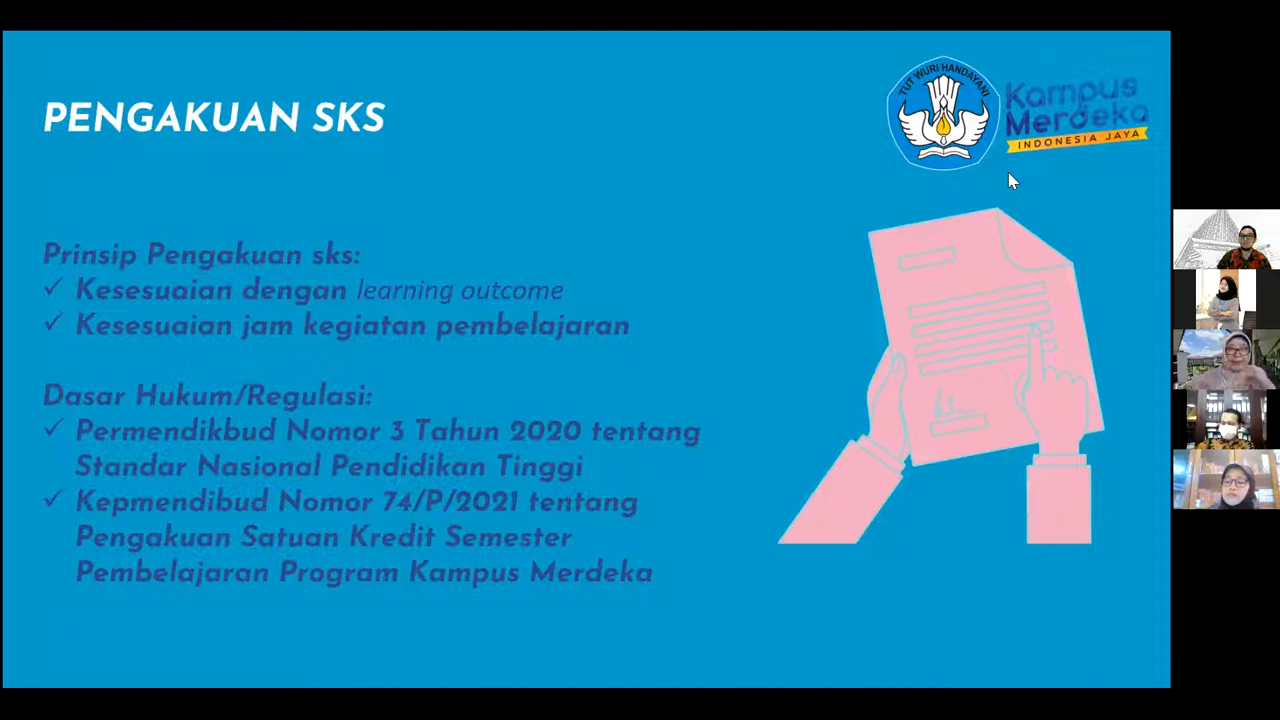 PENGAKUAN SKS
TUT WURI HANDAYANI
Kampus
Merdeka
INDONESIA JAYA
Prinsip Pengakuan sks:
✓ Kesesuaian dengan learning outcome
✓ Kesesuaian jam kegiatan pembelajaran
Dasar Hukum/Regulasi:
✓ Permendikbud Nomor 3 Tahun 2020 tentang
Standar Nasional Pendidikan Tinggi
✓ Kepmendibud Nomor 74/P/2021 tentang
Pengakuan Satuan Kredit Semester
Pembelajaran Program Kampus Merdeka